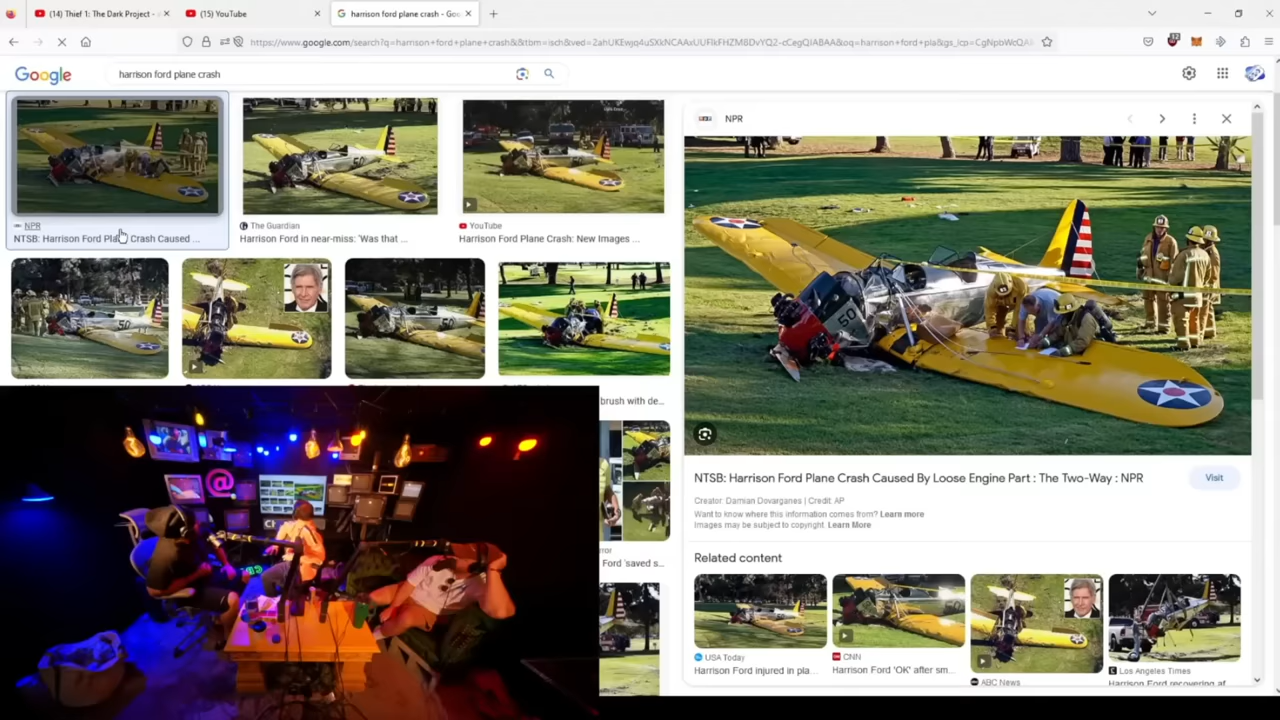 (14) Thief 1: The Dark Project -
(15) YouTube
harrison ford plane crash - Goo
Google
harrison ford plane crash
NPR
NTSB: Harrison Ford Plane Crash Caused ...
The Guardian
Harrison Ford in near-miss: 'Was that ...
YouTube
Harrison Ford Plane Crash: New Images ...
50
brush with de...
Ford 'saved s...
NPR
50
NTSB: Harrison Ford Plane Crash Caused By Loose Engine Part : The Two-Way : NPR
Visit
Creator: Damian Dovarganes | Credit: AP
Want to know where this information comes from? Learn more
Images may be subject to copyright. Learn More
Related content
USA Today
Harrison Ford injured in pla...
CNN
Harrison Ford 'OK' after sm...
ABC News
Los Angeles Times
Harrison Ford recovering af
@